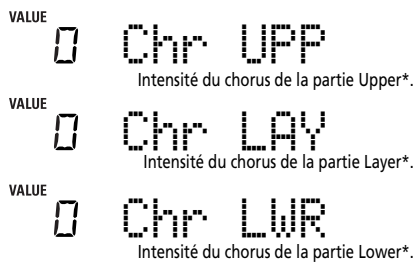 VALUE
0 Chr UPP
Intensité du chorus de la partie Upper*.
VALUE
0 Chr LAY
Intensité du chorus de la partie Layer*.
VALUE
0 Chr LWR
Intensité du chorus de la partie Lower*.